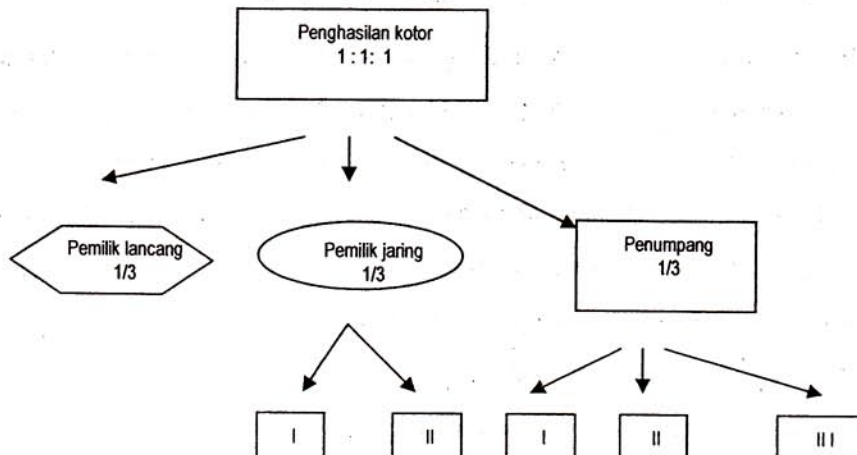 Penghasilan kotor
1 : 1: 1
Pemilik lancang
1/3
Pemilik jaring
1/3
Penumpang
1/3
I
II
I
II
III